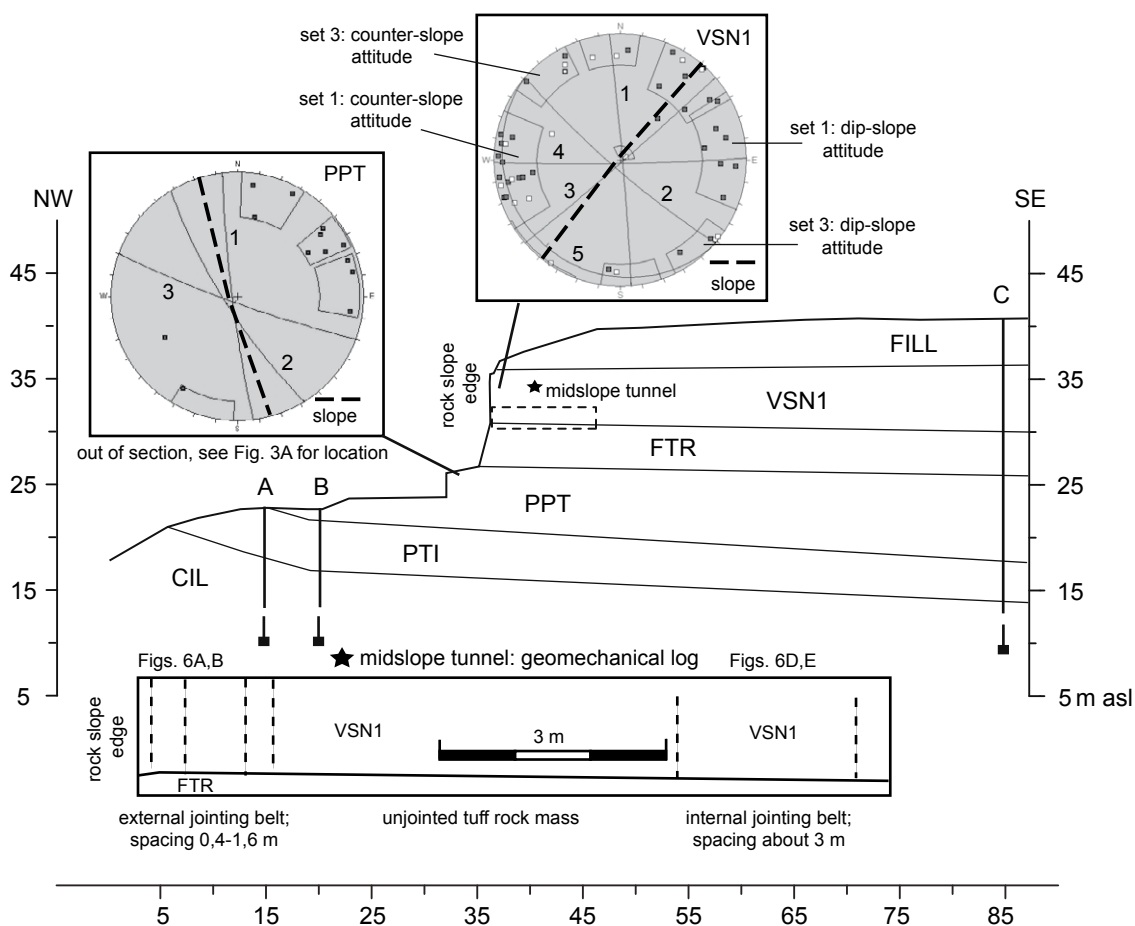 set 3: counter-slope
attitude
N
VSN1
set 1: counter-slope
attitude
1
set 1: dip-slope
attitude
W
4
E
3
2
set 3: dip-slope
attitude
5
S
slope
PPT
N
1
W
3
2
S
slope
out of section, see Fig. 3A for location
NW
SE
45
45
C
FILL
rock slope
edge
midslope tunnel
35
VSN1
35
FTR
25
A
B
PPT
25
PTI
CIL
15
15
5
5 m asl
Figs. 6A,B
midslope tunnel: geomechanical log
Figs. 6D,E
rock slope
edge
VSN1
3 m
VSN1
FTR
external jointing belt;
spacing 0,4-1,6 m
unjointed tuff rock mass
internal jointing belt;
spacing about 3 m
5
15
25
35
45
55
65
75
85